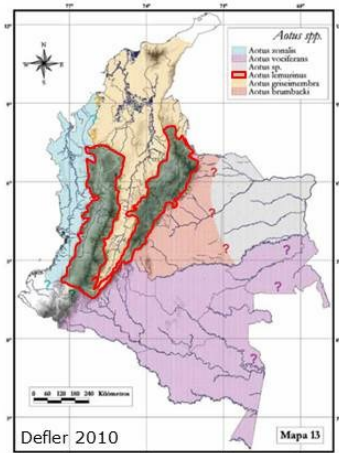 Aotus spp.
Aotus zonalis
Aotus vociferans
Aotus sp.
Aotus lemurinus
Aotus griseimembra
Aotus brumbacki
N
S
?
?
?
?
?
?
?
0 60 120 180 240 Kilómetros
Mapa 13
Defler 2010